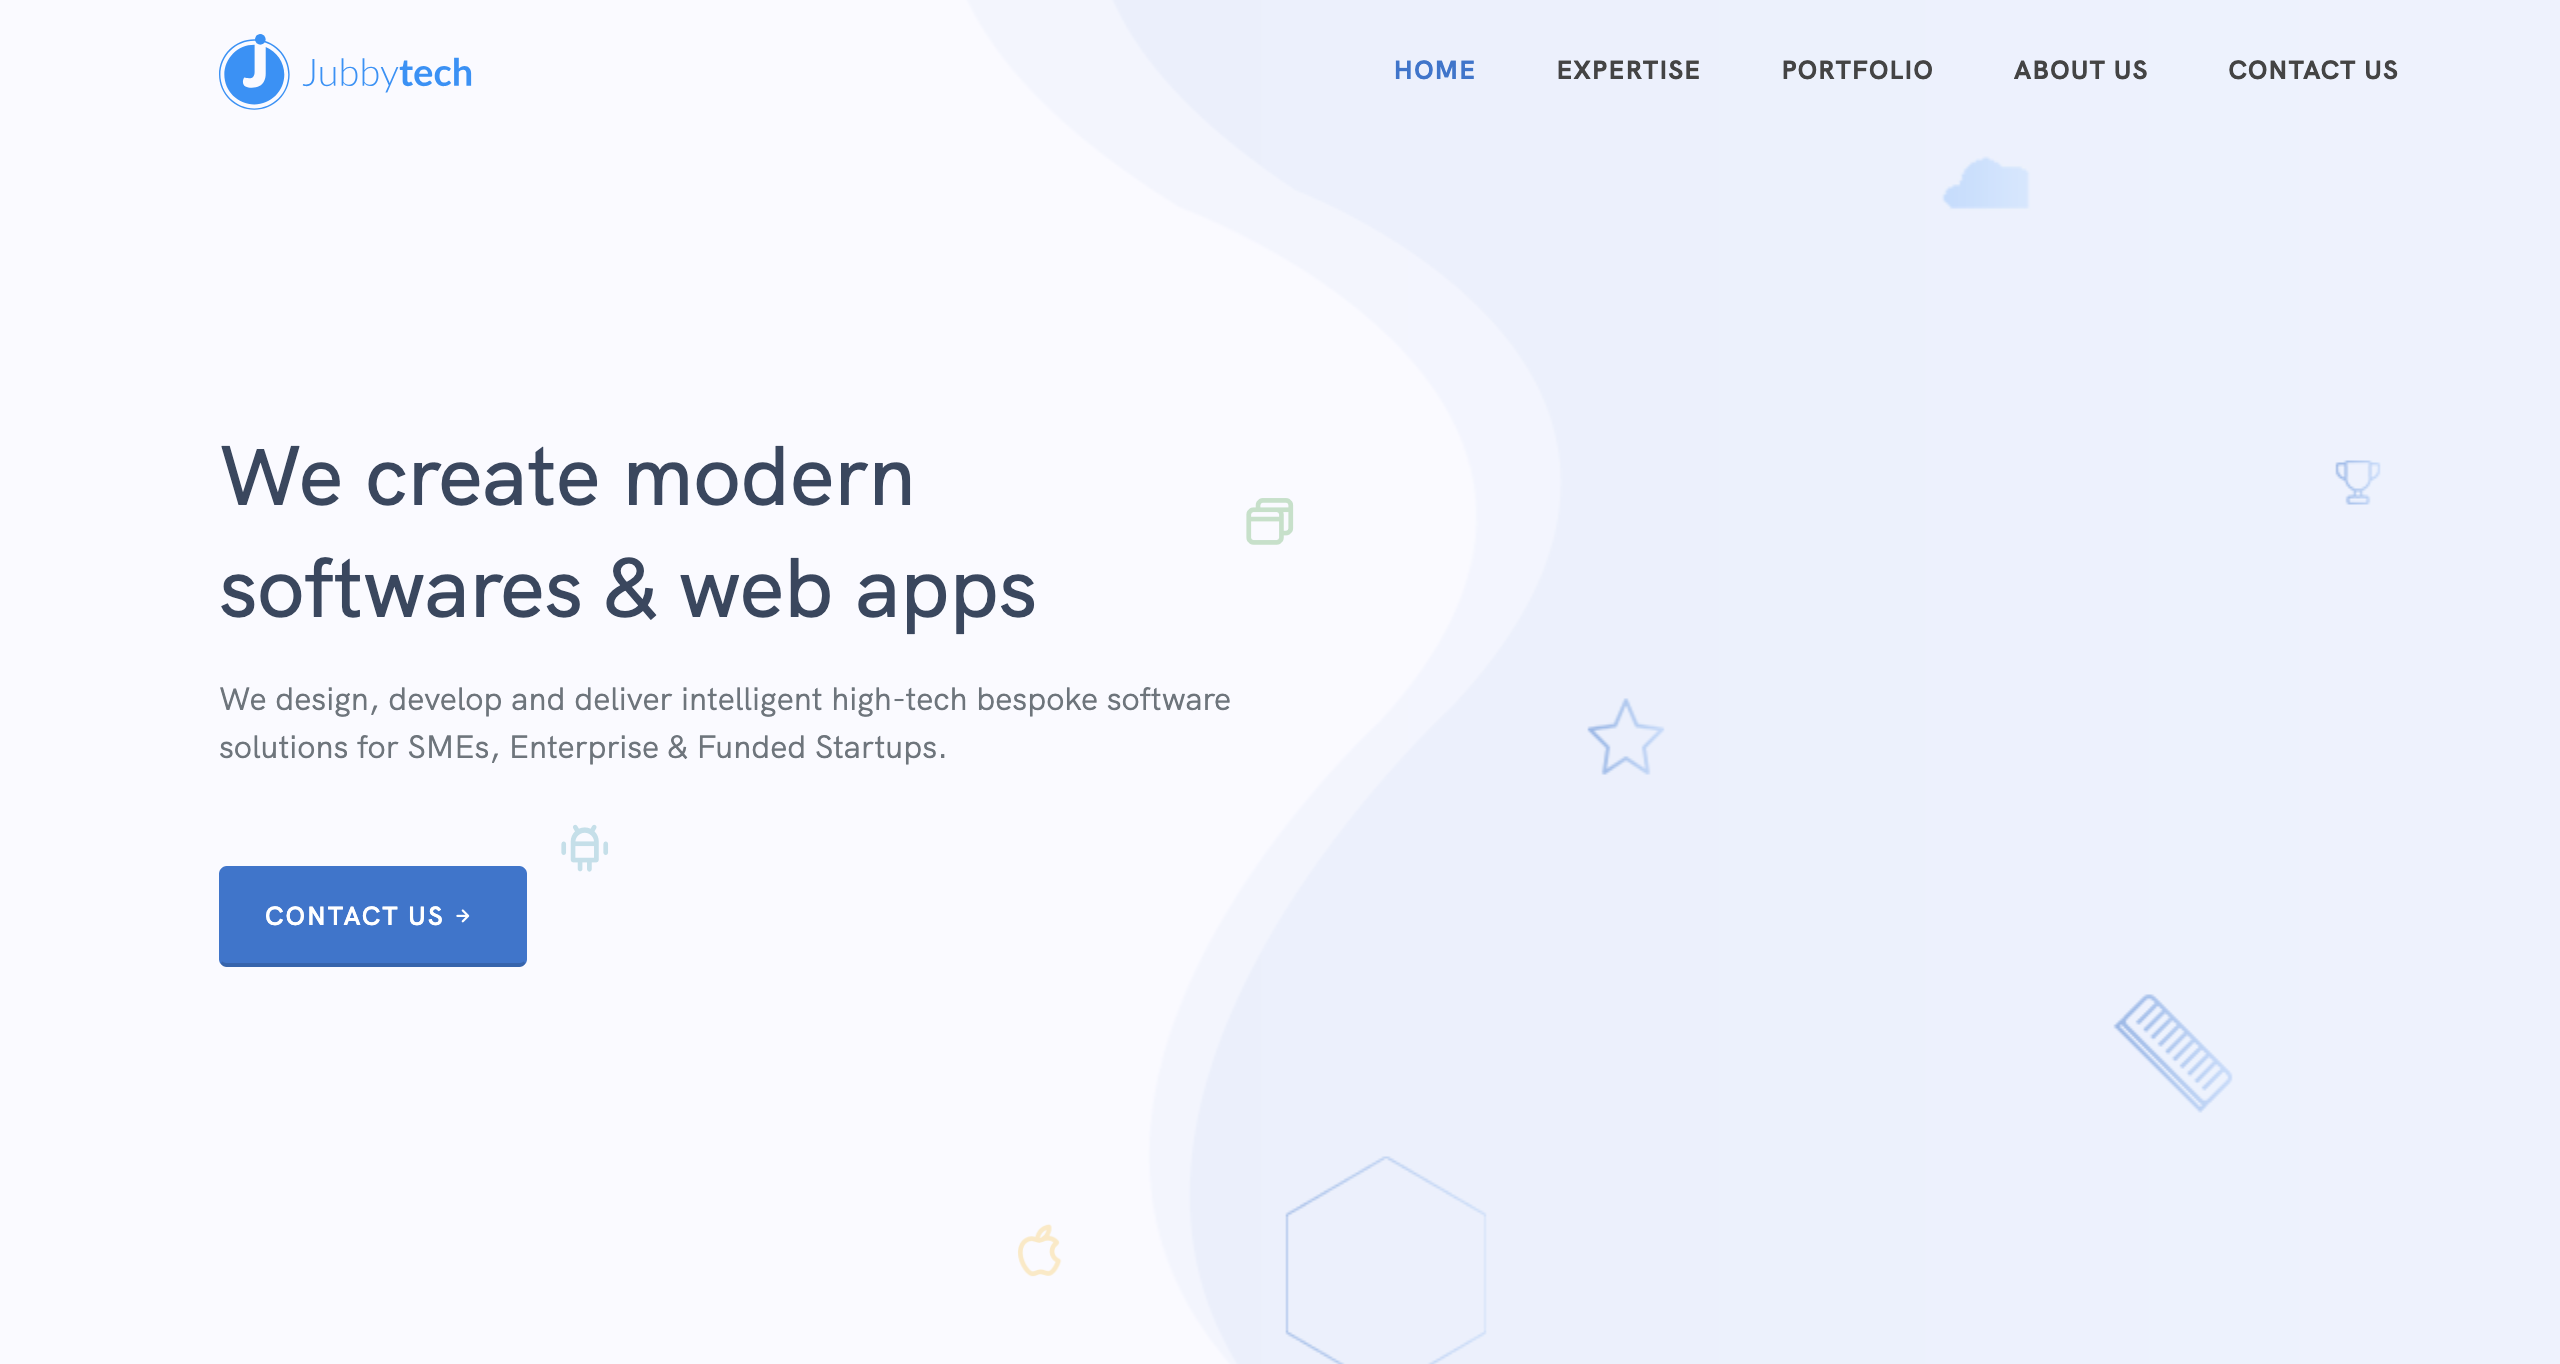 Jubbytech
HOME EXPERTISE PORTFOLIO ABOUT US CONTACT US
We create modern
softwares & web apps
We design, develop and deliver intelligent high-tech bespoke software
solutions for SMEs, Enterprise & Funded Startups.
CONTACT US →